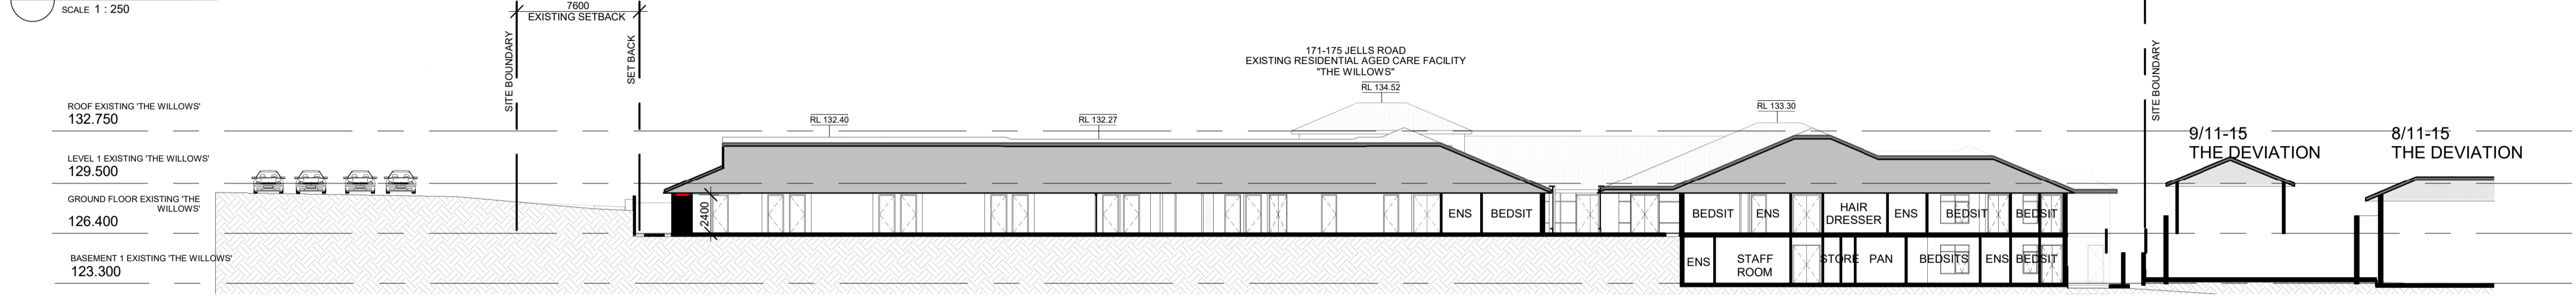 SCALE 1 : 250
7600
EXISTING SETBACK
SITE BOUNDARY
SET BACK
171-175 JELLS ROAD
EXISTING RESIDENTIAL AGED CARE FACILITY
"THE WILLOWS"
RL 134.52
RL 132.40
RL 132.27
RL 133.30
SITE BOUNDARY
ROOF EXISTING 'THE WILLOWS'
132.750
LEVEL 1 EXISTING 'THE WILLOWS'
129.500
GROUND FLOOR EXISTING 'THE
WILLOWS'
126.400
BASEMENT 1 EXISTING 'THE WILLOWS'
123.300
9/11-15
THE DEVIATION
8/11-15
THE DEVIATION
2400
ENS
BEDSIT
BEDSIT
ENS
HAIR
DRESSER
ENS
BEDSIT
BEDSIT
ENS
STAFF
ROOM
STORE
PAN
BEDSITS
ENS
BEDSIT